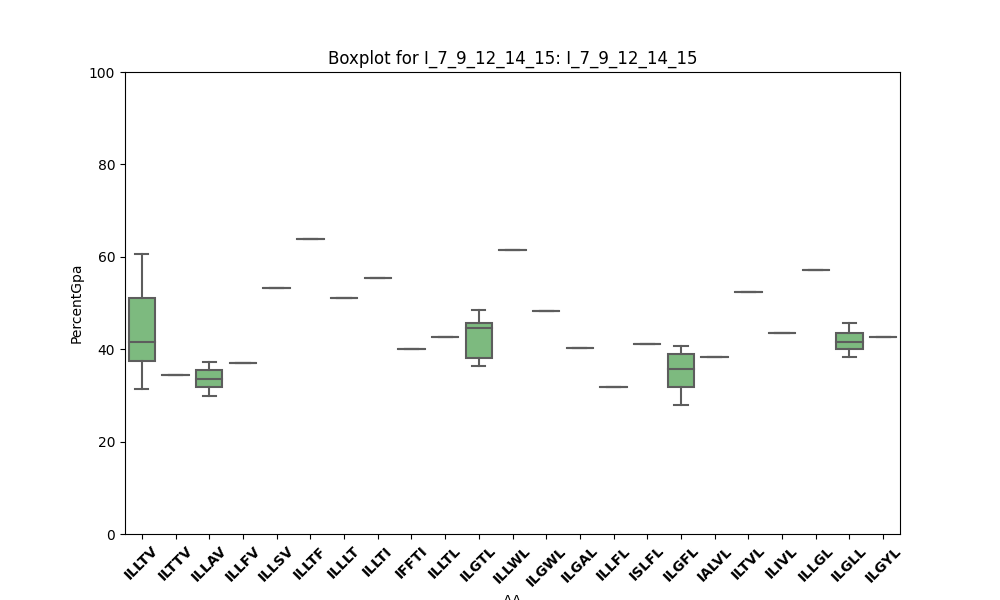 Boxplot for I_7_9_12_14_15: I_7_9_12_14_15
100
80
60
40
20
0
PercentGpa
ILLTV ILTTV ILLAV ILLFV ILLSV ILLTF ILLLT ILLTI IFFTI ILLTL ILGTL ILLWL ILGWL ILGAL ILLFL ISLFL ILGFL IALVL ILTVL ILIVL ILLGL ILGLL ILGYL
AA